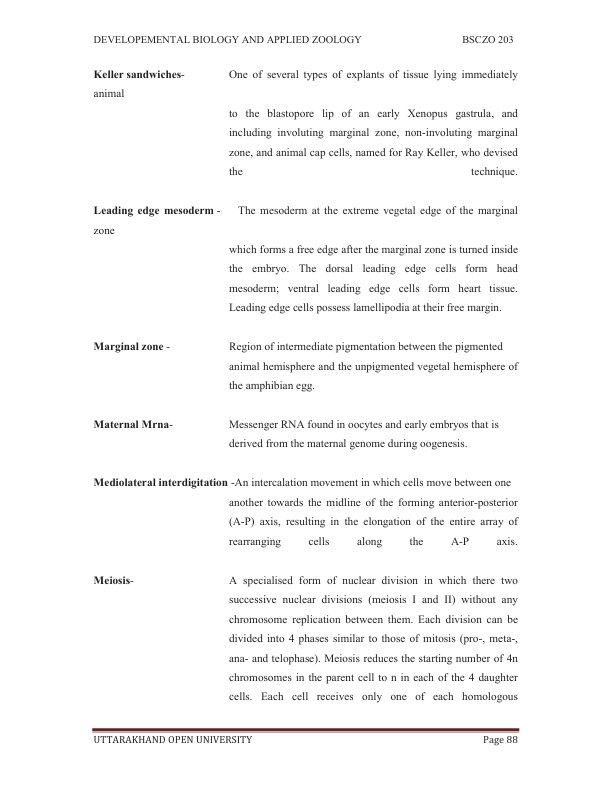 DEVELOPEMENTAL BIOLOGY AND APPLIED ZOOLOGY BSCZO 203
Keller sandwiches- One of several types of explants of tissue lying immediately
animal
to the blastopore lip of an early Xenopus gastrula, and
including involuting marginal zone, non-involuting marginal
zone, and animal cap cells, named for Ray Keller, who devised
the technique.
Leading edge mesoderm - The mesoderm at the extreme vegetal edge of the marginal
zone
which forms a free edge after the marginal zone is turned inside
the embryo. The dorsal leading edge cells form head
mesoderm; ventral leading edge cells form heart tissue.
Leading edge cells possess lamellipodia at their free margin.
Marginal zone - Region of intermediate pigmentation between the pigmented
animal hemisphere and the unpigmented vegetal hemisphere of
the amphibian egg.
Maternal Mrna- Messenger RNA found in oocytes and early embryos that is
derived from the maternal genome during oogenesis.
Mediolateral interdigitation -An intercalation movement in which cells move between one
another towards the midline of the forming anterior-posterior
(A-P) axis, resulting in the elongation of the entire array of
rearranging cells along the A-P axis.
Meiosis- A specialised form of nuclear division in which there two
successive nuclear divisions (meiosis I and II) without any
chromosome replication between them. Each division can be
divided into 4 phases similar to those of mitosis (pro-, meta-,
ana- and telophase). Meiosis reduces the starting number of 4n
chromosomes in the parent cell to n in each of the 4 daughter
cells. Each cell receives only one of each homologous
UTTARAKHAND OPEN UNIVERSITY Page 88